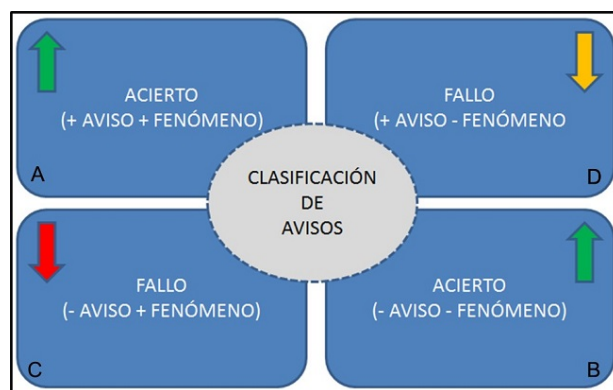 ACIERTO
(+ AVISO + FENÓMENO)
A
FALLO
(+ AVISO - FENÓMENO
D
CLASIFICACIÓN
DE
AVISOS
FALLO
(- AVISO + FENÓMENO)
C
ACIERTO
(- AVISO - FENÓMENO)
B